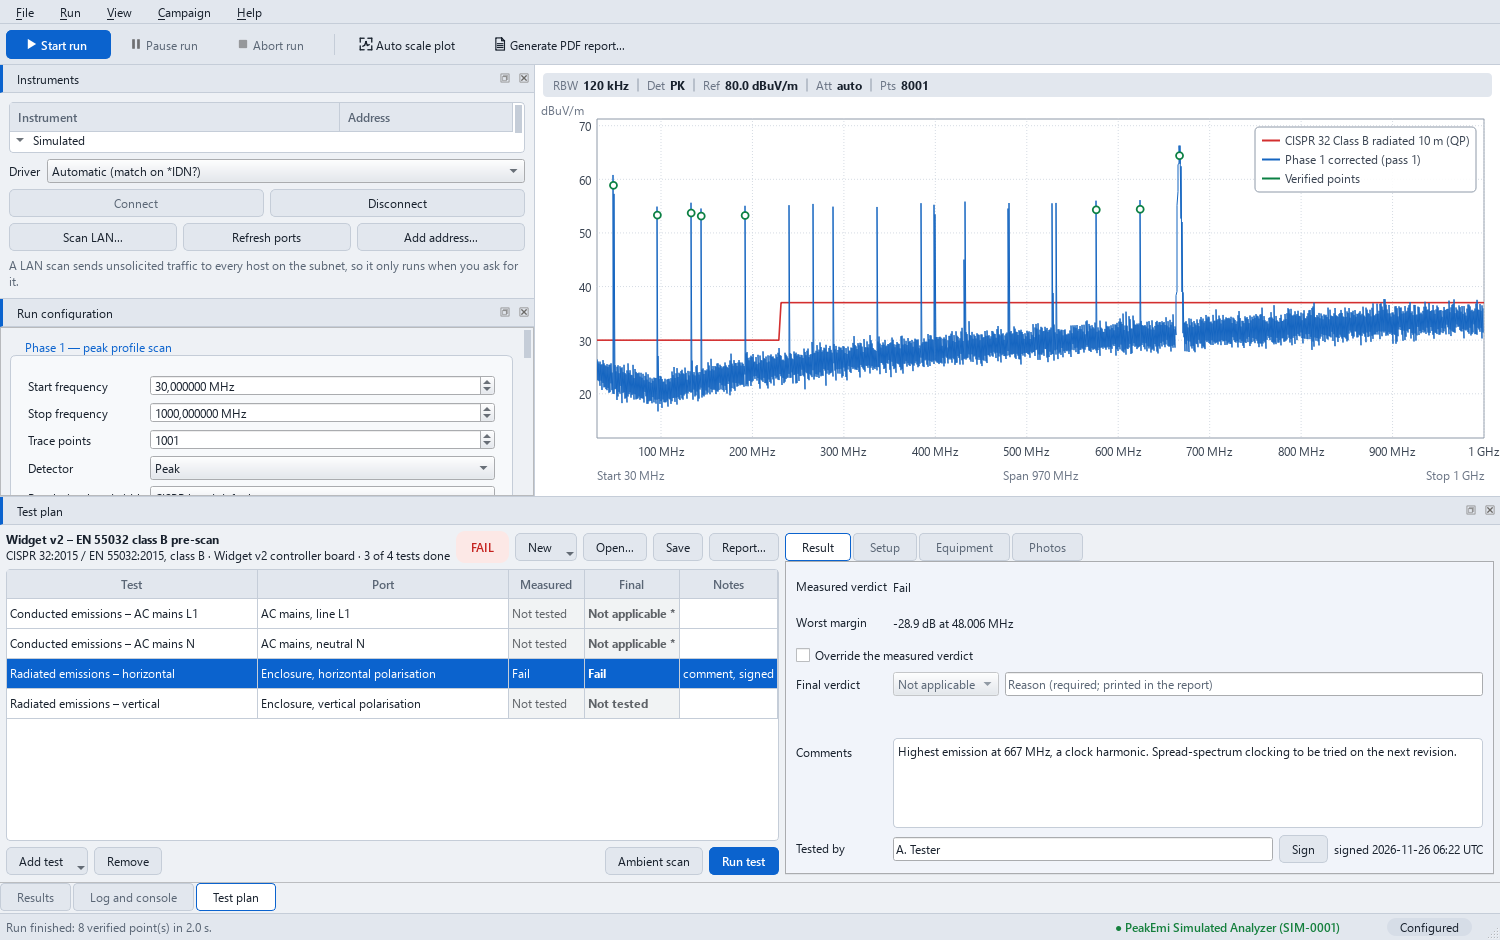 File Run View Campaign Help
Start run Pause run Abort run Auto scale plot Generate PDF report...
Instruments
Instrument Address
Simulated
Driver Automatic (match on *IDN?)
Connect Disconnect
Scan LAN... Refresh ports Add address...
A LAN scan sends unsolicited traffic to every host on the subnet, so it only runs when you ask for
it.
Run configuration
Phase 1 — peak profile scan
Start frequency 30,000000 MHz
Stop frequency 1000,000000 MHz
Trace points 1001
Detector Peak
RBW 120 kHz | Det PK | Ref 80.0 dBuV/m | Att auto | Pts 8001
dBuV/m
70
60
50
40
30
20
CISPR 32 Class B radiated 10 m (QP)
Phase 1 corrected (pass 1)
Verified points
100 MHz 200 MHz 300 MHz 400 MHz 500 MHz 600 MHz 700 MHz 800 MHz 900 MHz 1 GHz
Start 30 MHz Span 970 MHz Stop 1 GHz
Test plan
Widget v2 – EN 55032 class B pre-scan
CISPR 32:2015 / EN 55032:2015, class B · Widget v2 controller board · 3 of 4 tests done
FAIL New Open... Save Report...
Test Port Measured Final Notes
Conducted emissions – AC mains L1 AC mains, line L1 Not tested Not applicable *
Conducted emissions – AC mains N AC mains, neutral N Not tested Not applicable *
Radiated emissions – horizontal Enclosure, horizontal polarisation Fail Fail comment, signed
Radiated emissions – vertical Enclosure, vertical polarisation Not tested Not tested
Add test Remove Ambient scan Run test
Result Setup Equipment Photos
Measured verdict Fail
Worst margin -28.9 dB at 48.006 MHz
Override the measured verdict
Final verdict Not applicable Reason (required; printed in the report)
Comments Highest emission at 667 MHz, a clock harmonic. Spread-spectrum clocking to be tried on the next revision.
Tested by A. Tester Sign signed 2026-11-26 06:22 UTC
Results Log and console Test plan
Run finished: 8 verified point(s) in 2.0 s. PeakEmi Simulated Analyzer (SIM-0001) Configured